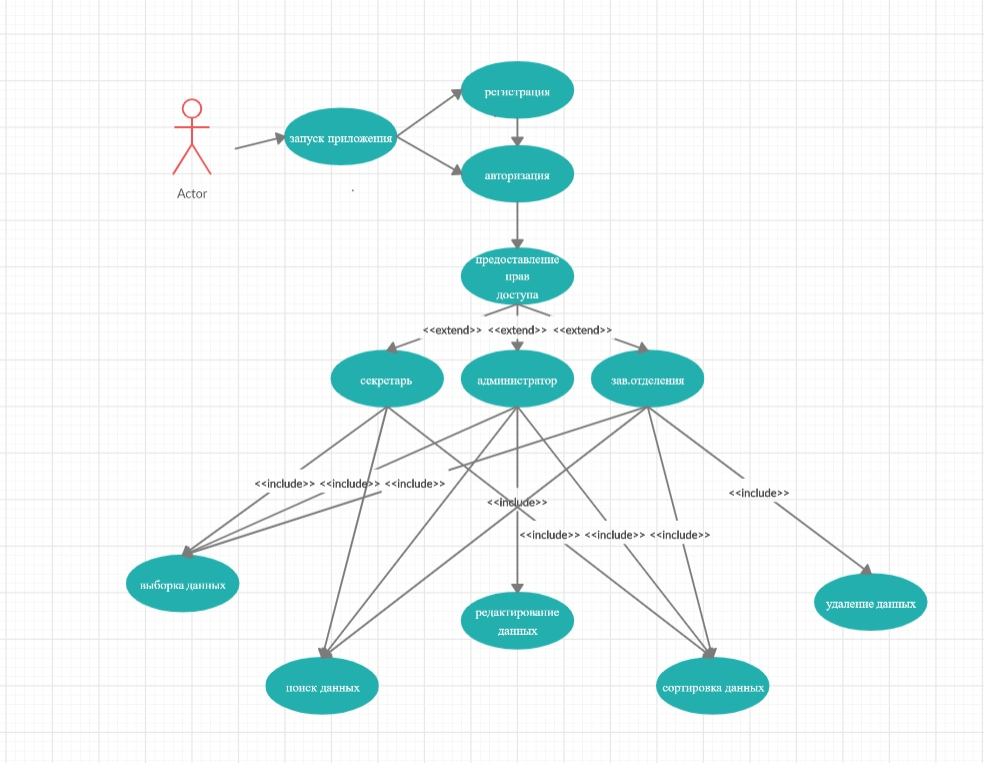 регистрация
запуск приложения
авторизация
Actor
предоставление
прав
доступа
<<extend>> <<extend>> <<extend>>
секретарь
администратор
зав.отделения
<<include>> <<include>> <<include>>
<<include>>
<<include>>
<<include>> <<include>> <<include>>
выборка данных
редактирование
данных
удаление данных
поиск данных
сортировка данных